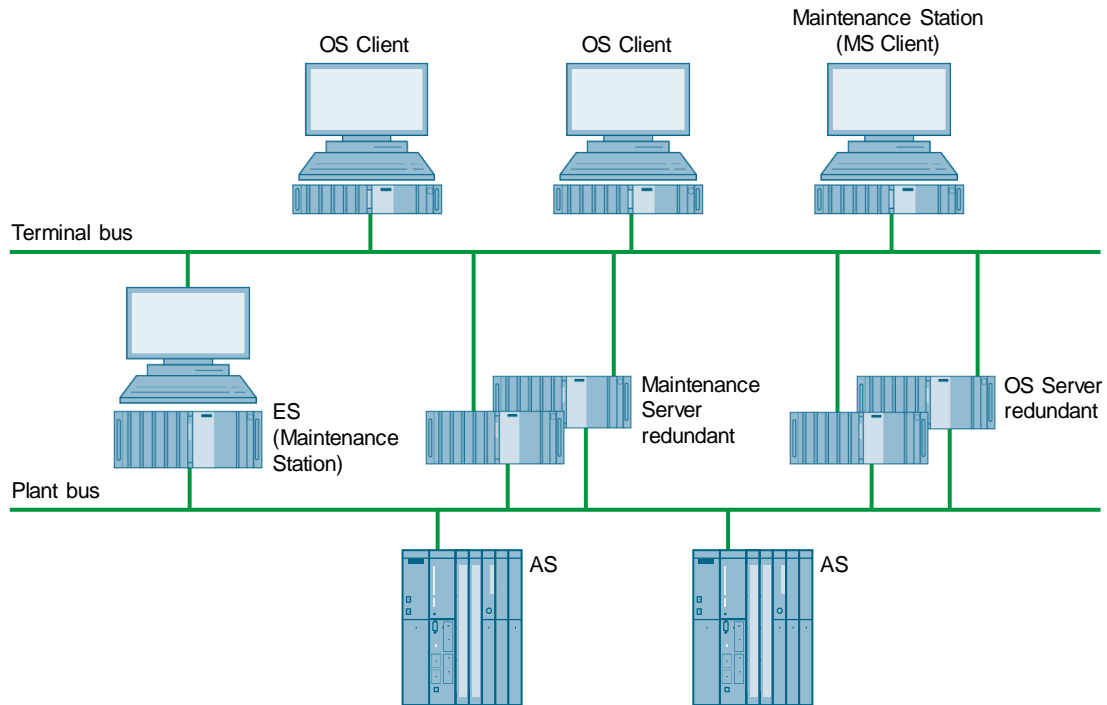 OS Client
OS Client
Maintenance Station
(MS Client)
Terminal bus
ES
(Maintenance
Station)
Maintenance
Server
redundant
OS Server
redundant
Plant bus
AS
AS